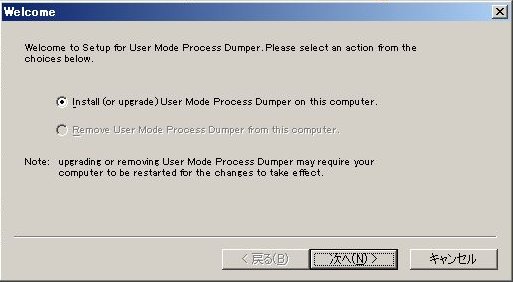 Welcome
Welcome to Setup for User Mode Process Dumper. Please select an action from the
choices below.
Install (or upgrade) User Mode Process Dumper on this computer.
Remove User Mode Process Dumper from this computer.
Note: upgrading or removing User Mode Process Dumper may require your
computer to be restarted for the changes to take effect.
< 戻る(B) 次へ(N) > キャンセル